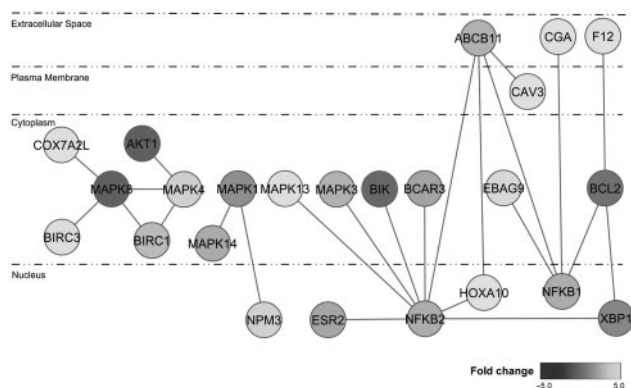 Extracellular Space
ABCB11
CGA
F12
Plasma Membrane
CAV3
Cytoplasm
COX7A2L
AKT1
MAPK8
MAPK4
MAPK1
MAPK13
MAPK3
BIK
BCAR3
EBAG9
BCL2
BIRC3
BIRC1
MAPK14
Nucleus
HOXA10
NFKB1
NPM3
ESR2
NFKB2
XBP1
Fold change
-5.0
5.0